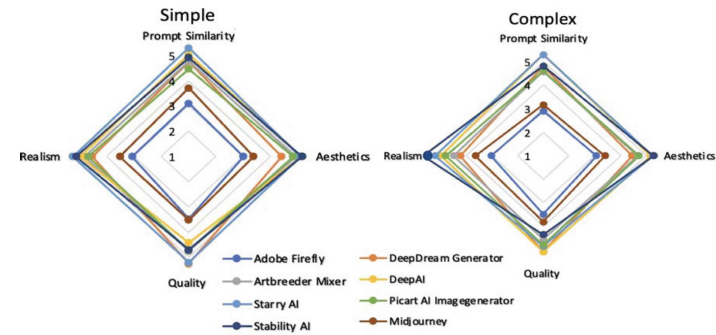 Simple
Complex
Prompt Similarity
Prompt Similarity
5
4
3
2
1
5
4
3
2
1
Realism
Aesthetics
Realism
Aesthetics
Quality
Quality
Adobe Firefly
DeepDream Generator
Artbreeder Mixer
DeepAI
Starry AI
Picart AI Imagegenerator
Stability AI
Midjourney